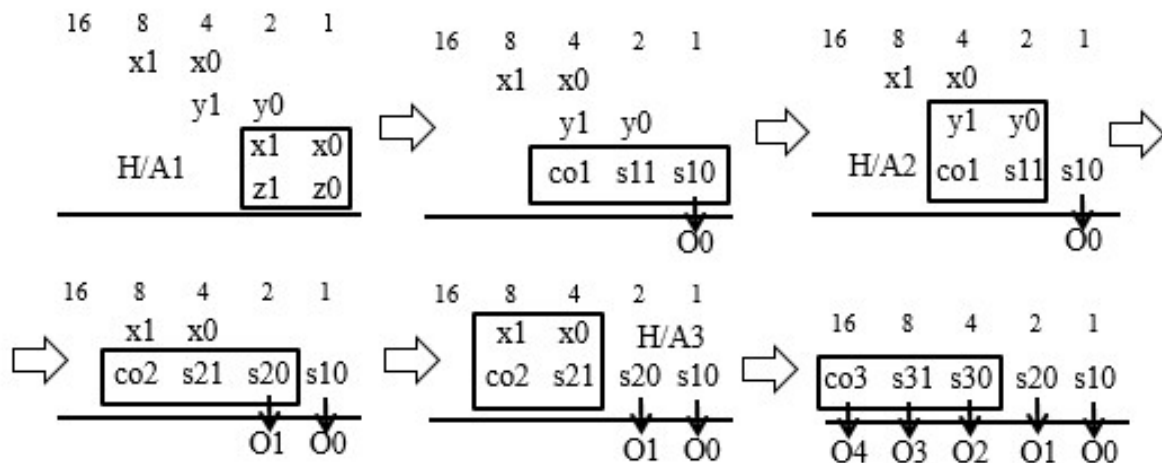 16 8 4 2 1
x1 x0
y1 y0
x1 x0
H/A1
z1 z0
16 8 4 2 1
x1 x0
y1 y0
co1 s11 s10
O0
16 8 4 2 1
x1 x0
y1 y0
H/A2 co1 s11 s10
O0
16 8 4 2 1
x1 x0
co2 s21 s20 s10
O1 O0
16 8 4 2 1
x1 x0 H/A3
co2 s21 s20 s10
O1 O0
16 8 4 2 1
co3 s31 s30 s20 s10
O4 O3 O2 O1 O0